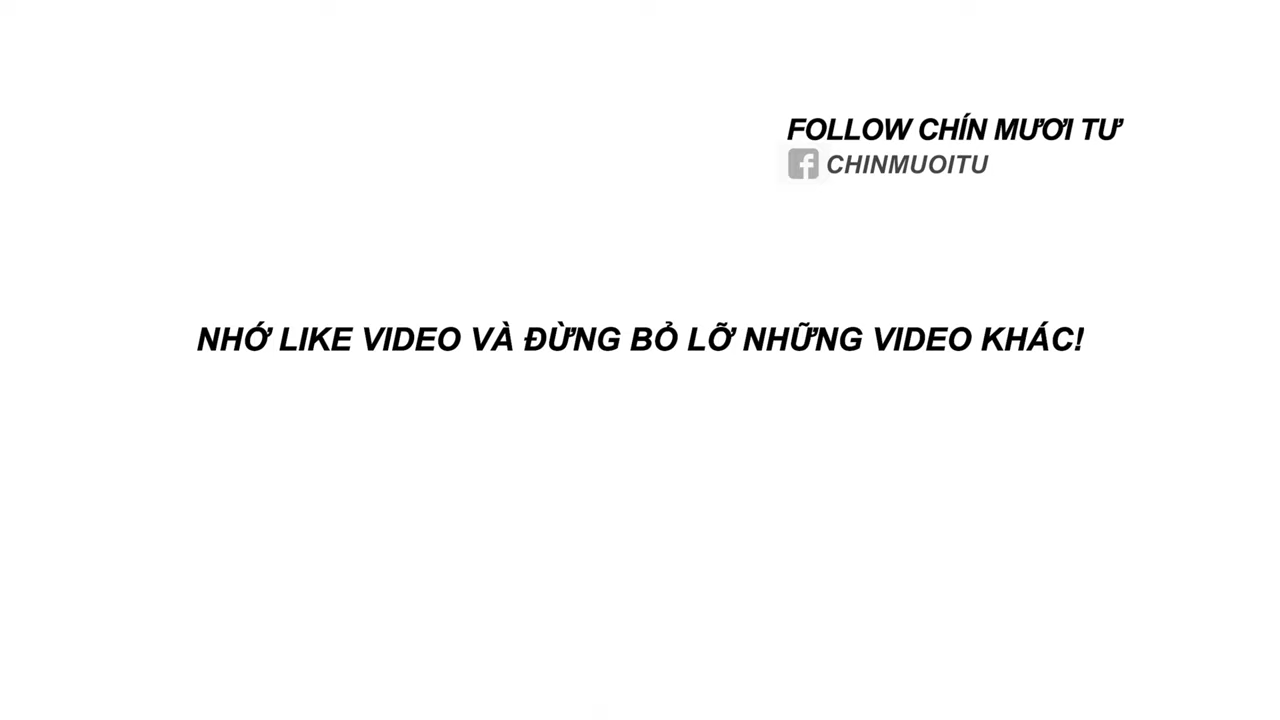 FOLLOW CHÍN MƯƠI TƯ
CHINMUOITU
NHỚ LIKE VIDEO VÀ ĐỪNG BỎ LỠ NHỮNG VIDEO KHÁC!